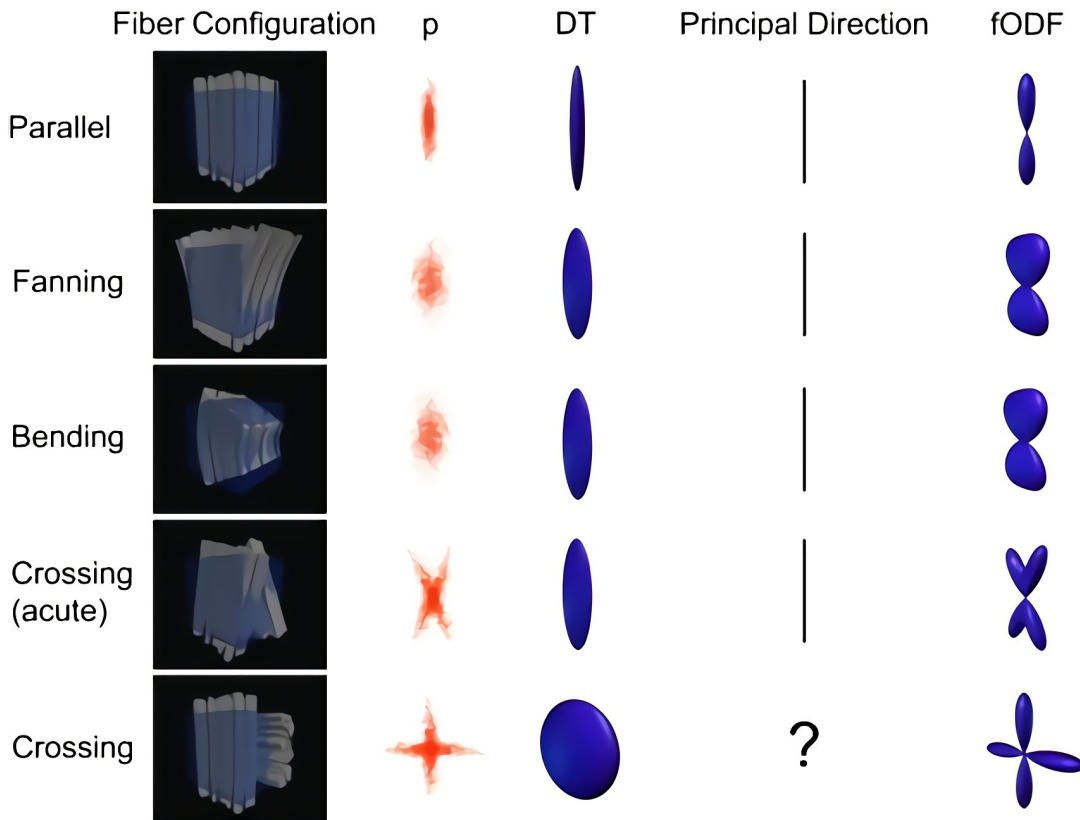 Fiber Configuration p DT Principal Direction fODF
Parallel
Fanning
Bending
Crossing
(acute)
Crossing ?